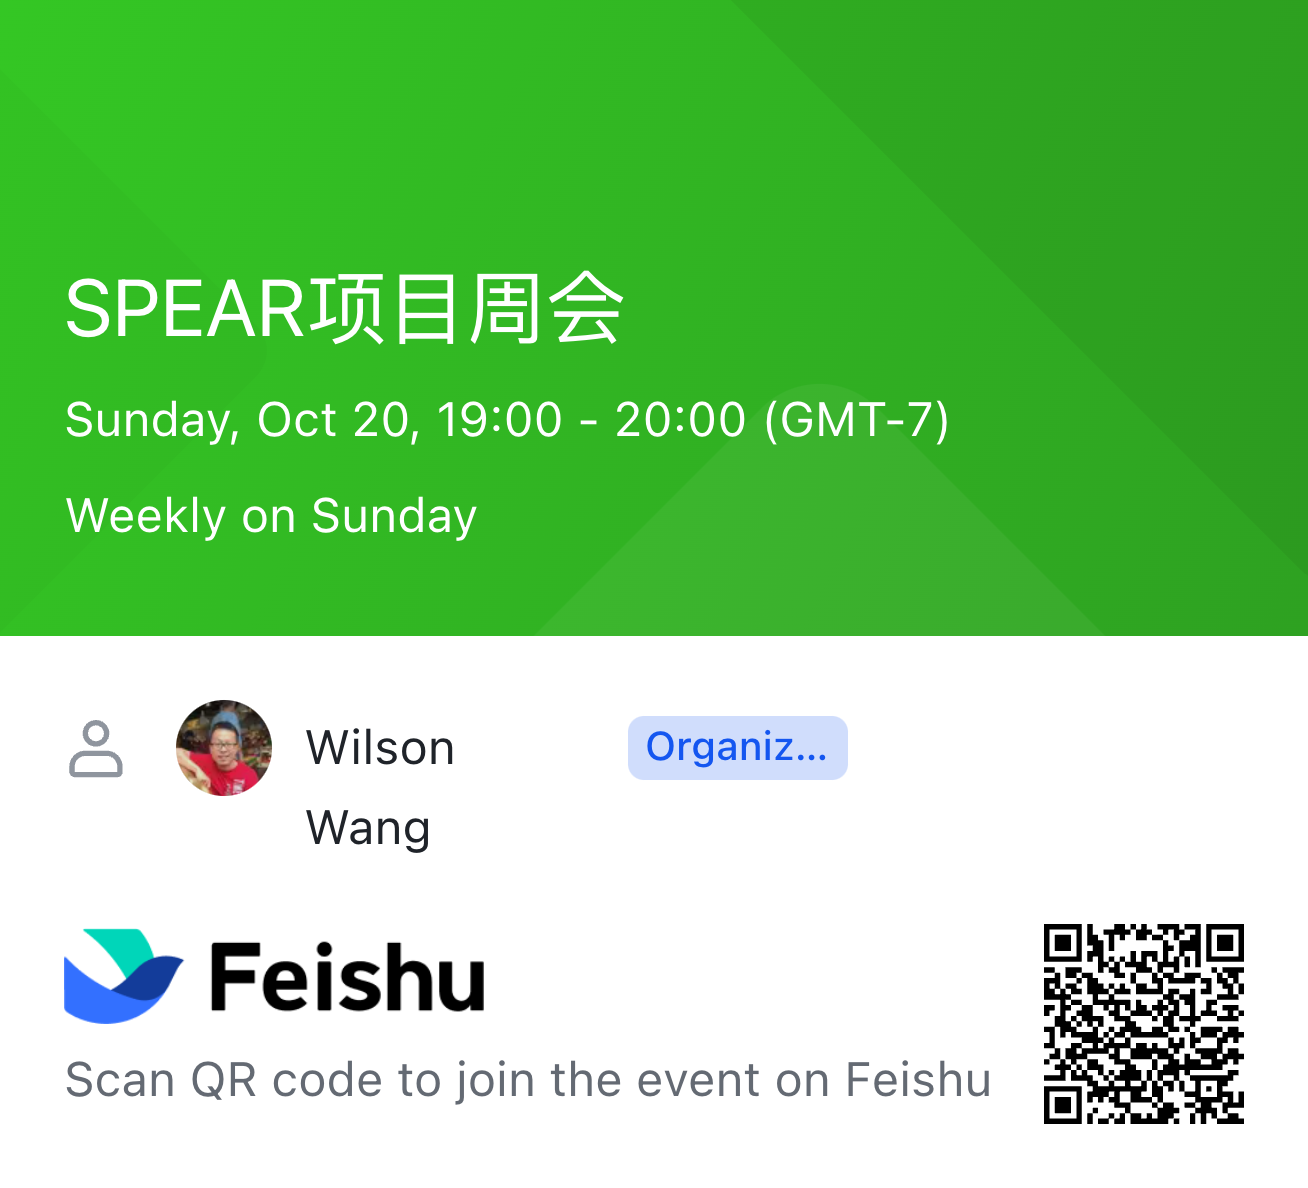 SPEAR项目周会
Sunday, Oct 20, 19:00 - 20:00 (GMT-7)
Weekly on Sunday
Wilson
Wang
Organiz...
Feishu
Scan QR code to join the event on Feishu